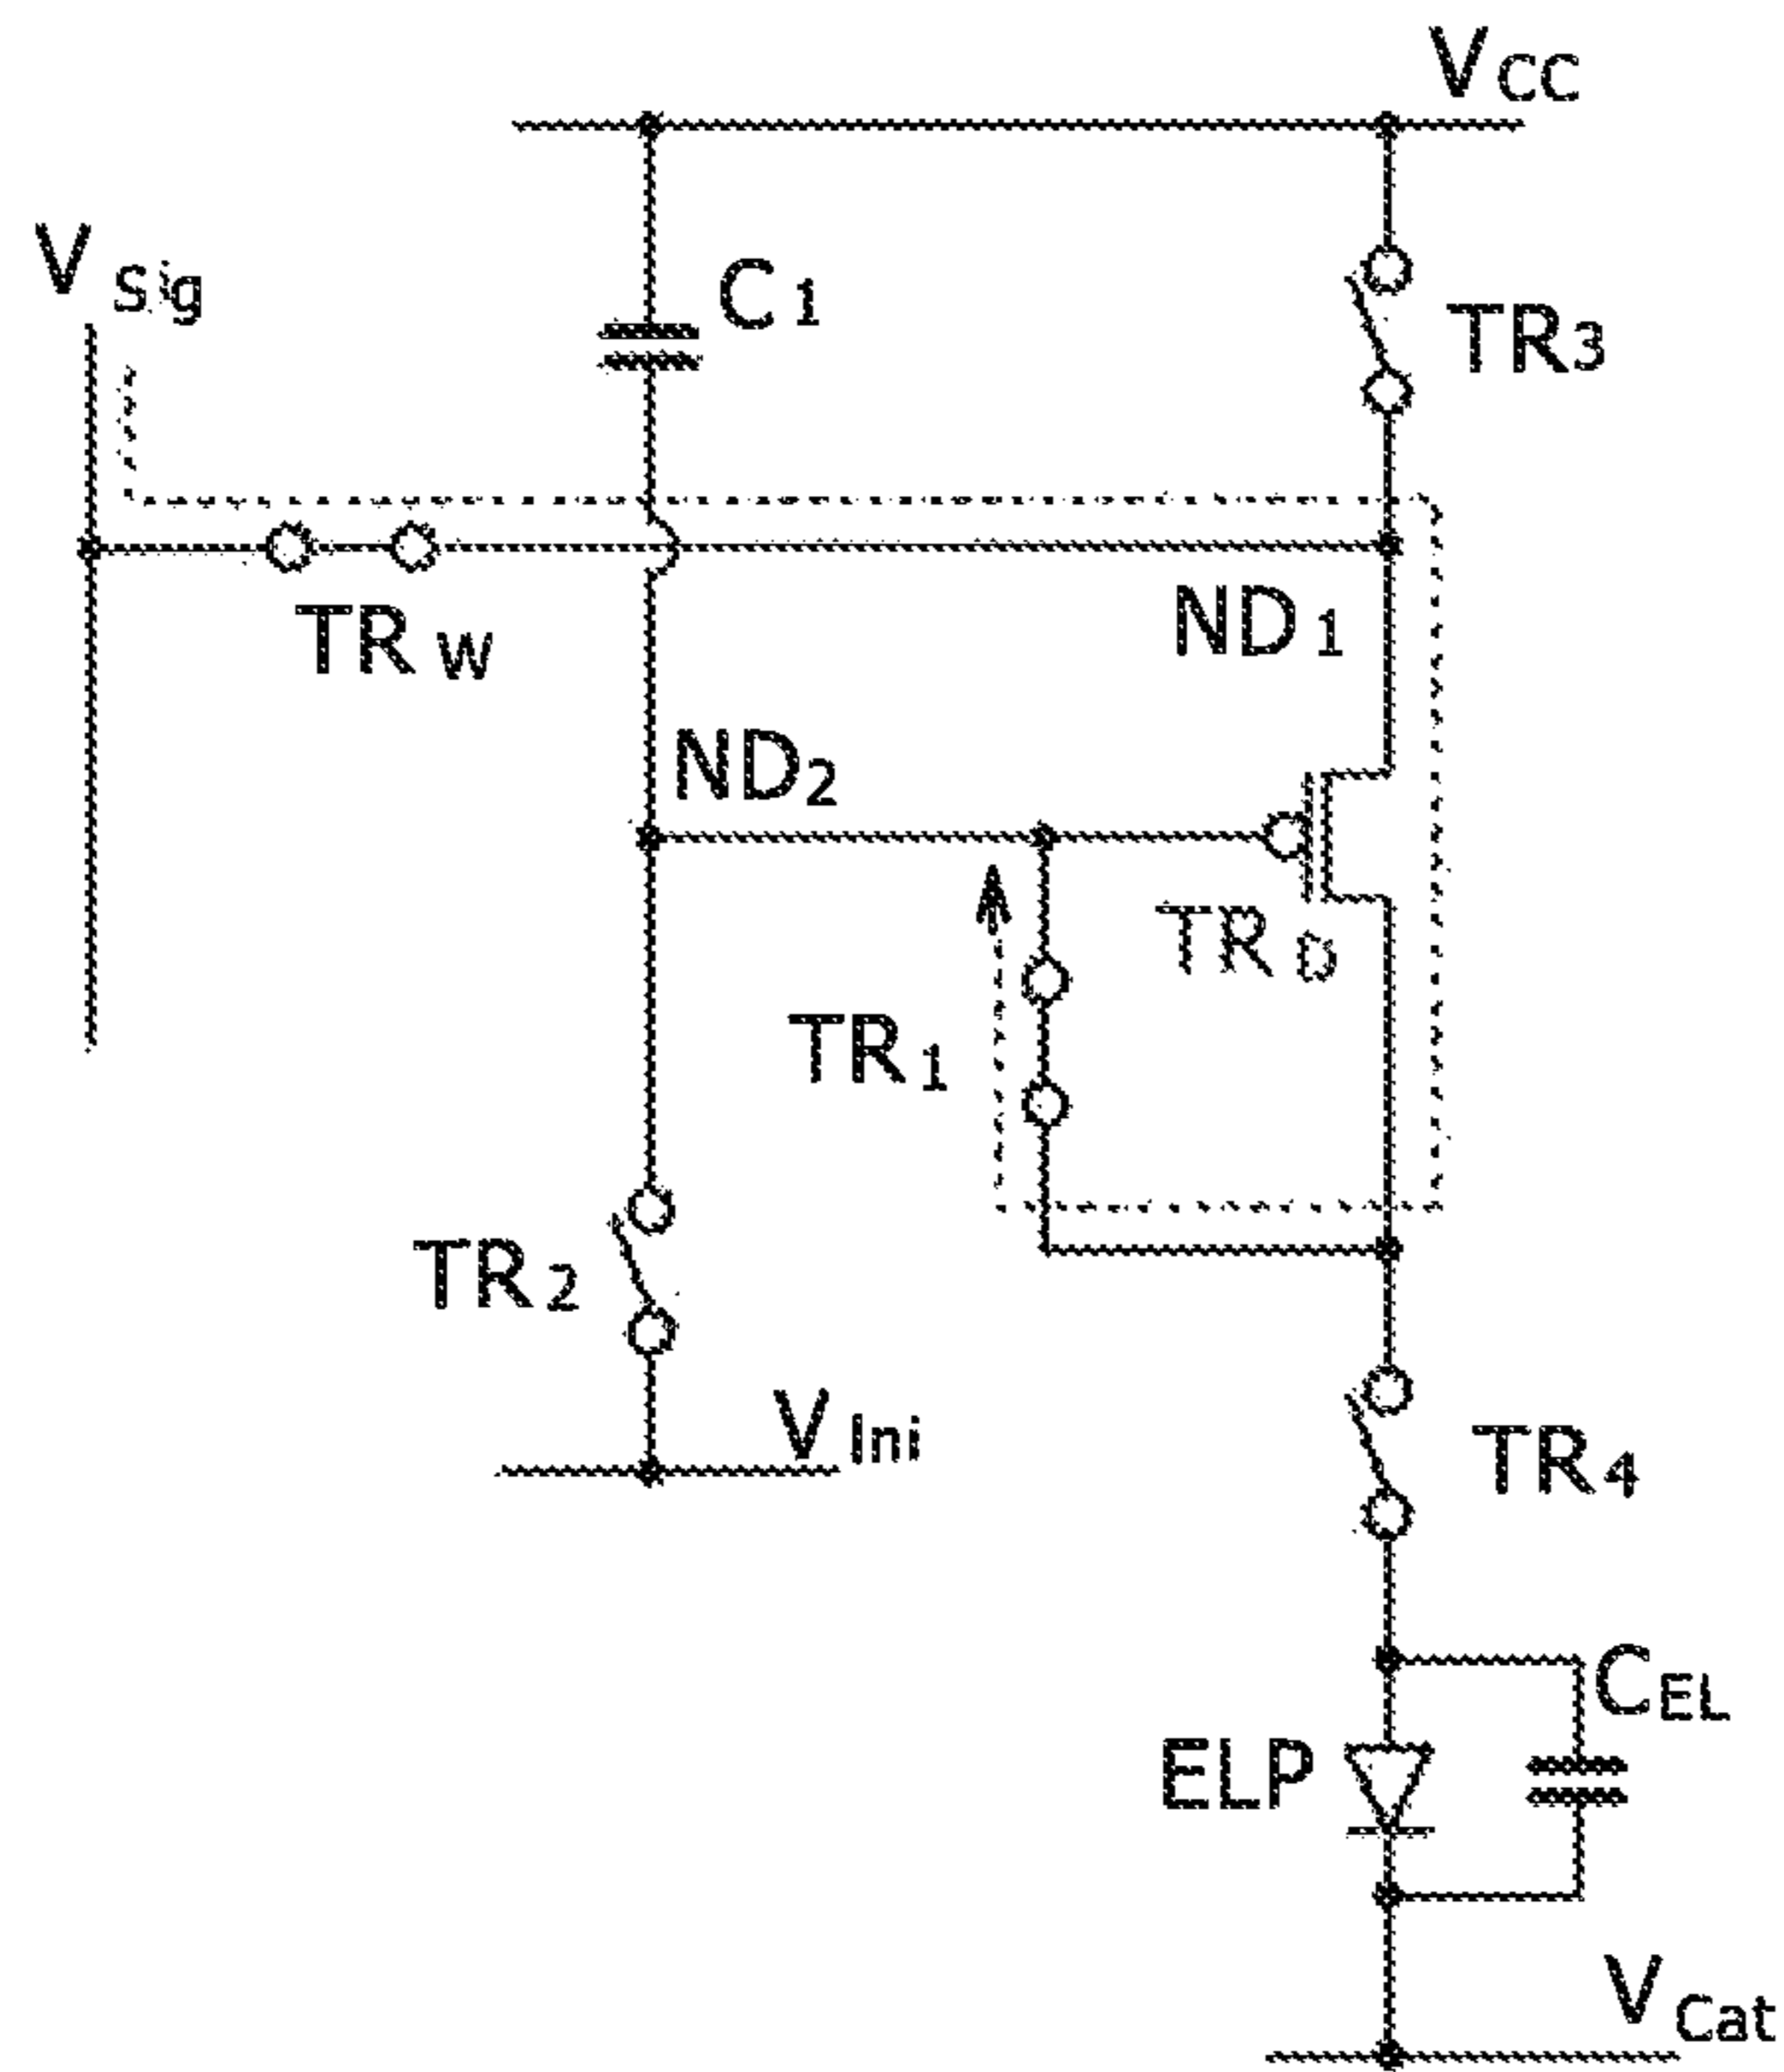 VCC
VSig
C1
TR3
TRW
ND1
ND2
TRD
TR1
TR2
VIni
TR4
CEL
ELP
VCat